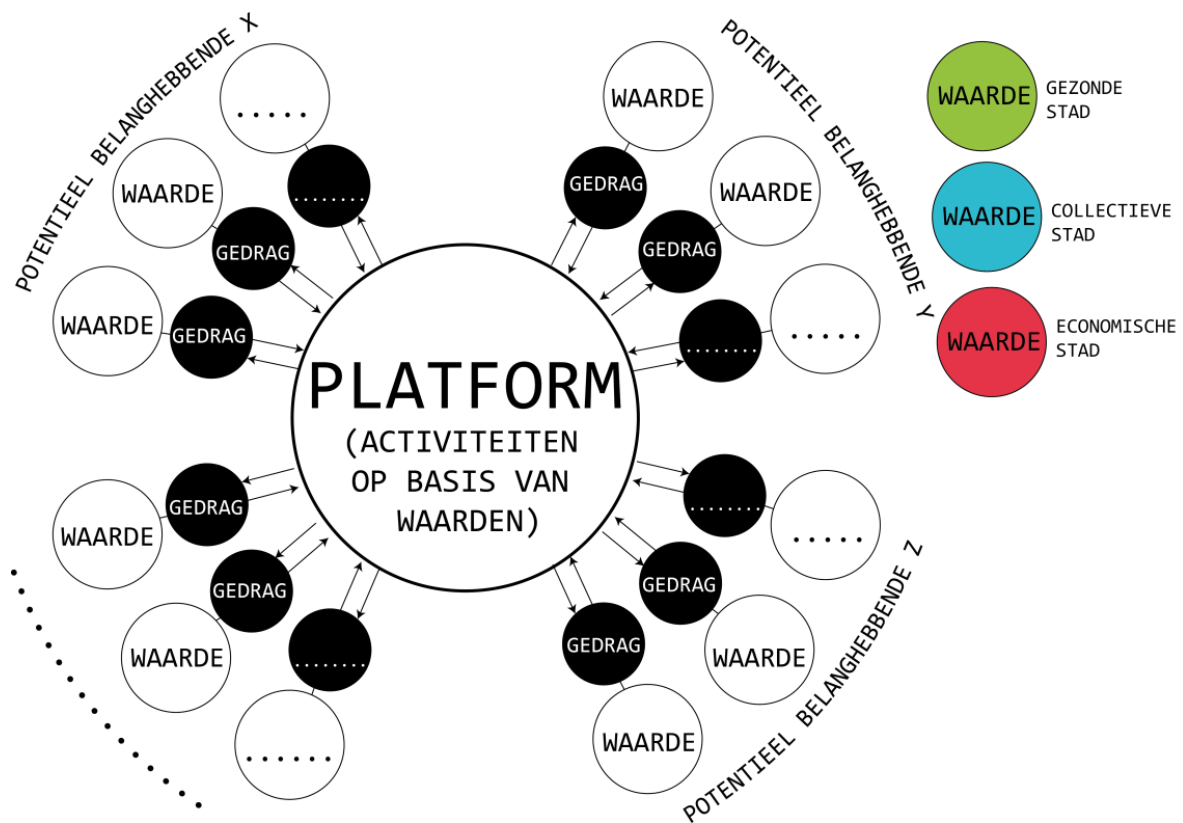 POTENTIEEL BELANGHEBBENDE X
.....
........
WAARDE
GEDRAG
WAARDE
GEDRAG
POTENTIEEL BELANGHEBBENDE Y
WAARDE
GEDRAG
WAARDE
GEDRAG
.....
........
WAARDE
GEZONDE
STAD
WAARDE
COLLECTIEVE
STAD
WAARDE
ECONOMISCHE
STAD
PLATFORM
(ACTIVITEITEN
OP BASIS VAN
WAARDEN)
GEDRAG
WAARDE
GEDRAG
WAARDE
........
......
........
.....
GEDRAG
WAARDE
GEDRAG
WAARDE
POTENTIEEL BELANGHEBBENDE Z